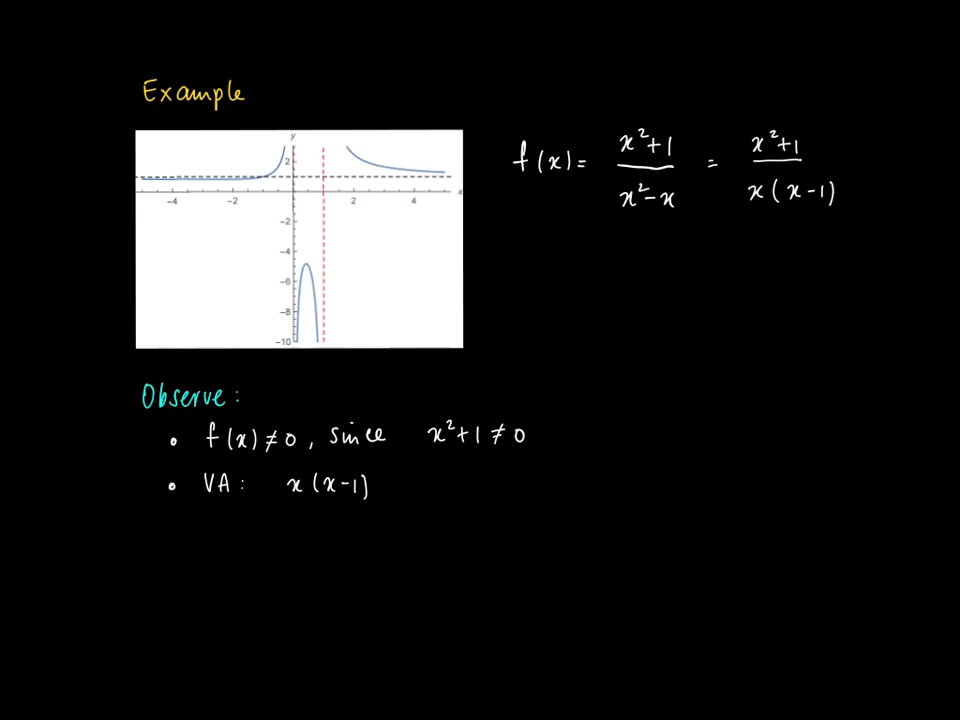 Example
f(x) = x²+1 / x²-x = x²+1 / x(x-1)
y
2
x
-4 -2 2 4
-2
-4
-6
-8
-10
Observe:
• f(x) ≠ 0, since x²+1 ≠ 0
• VA: x(x-1)